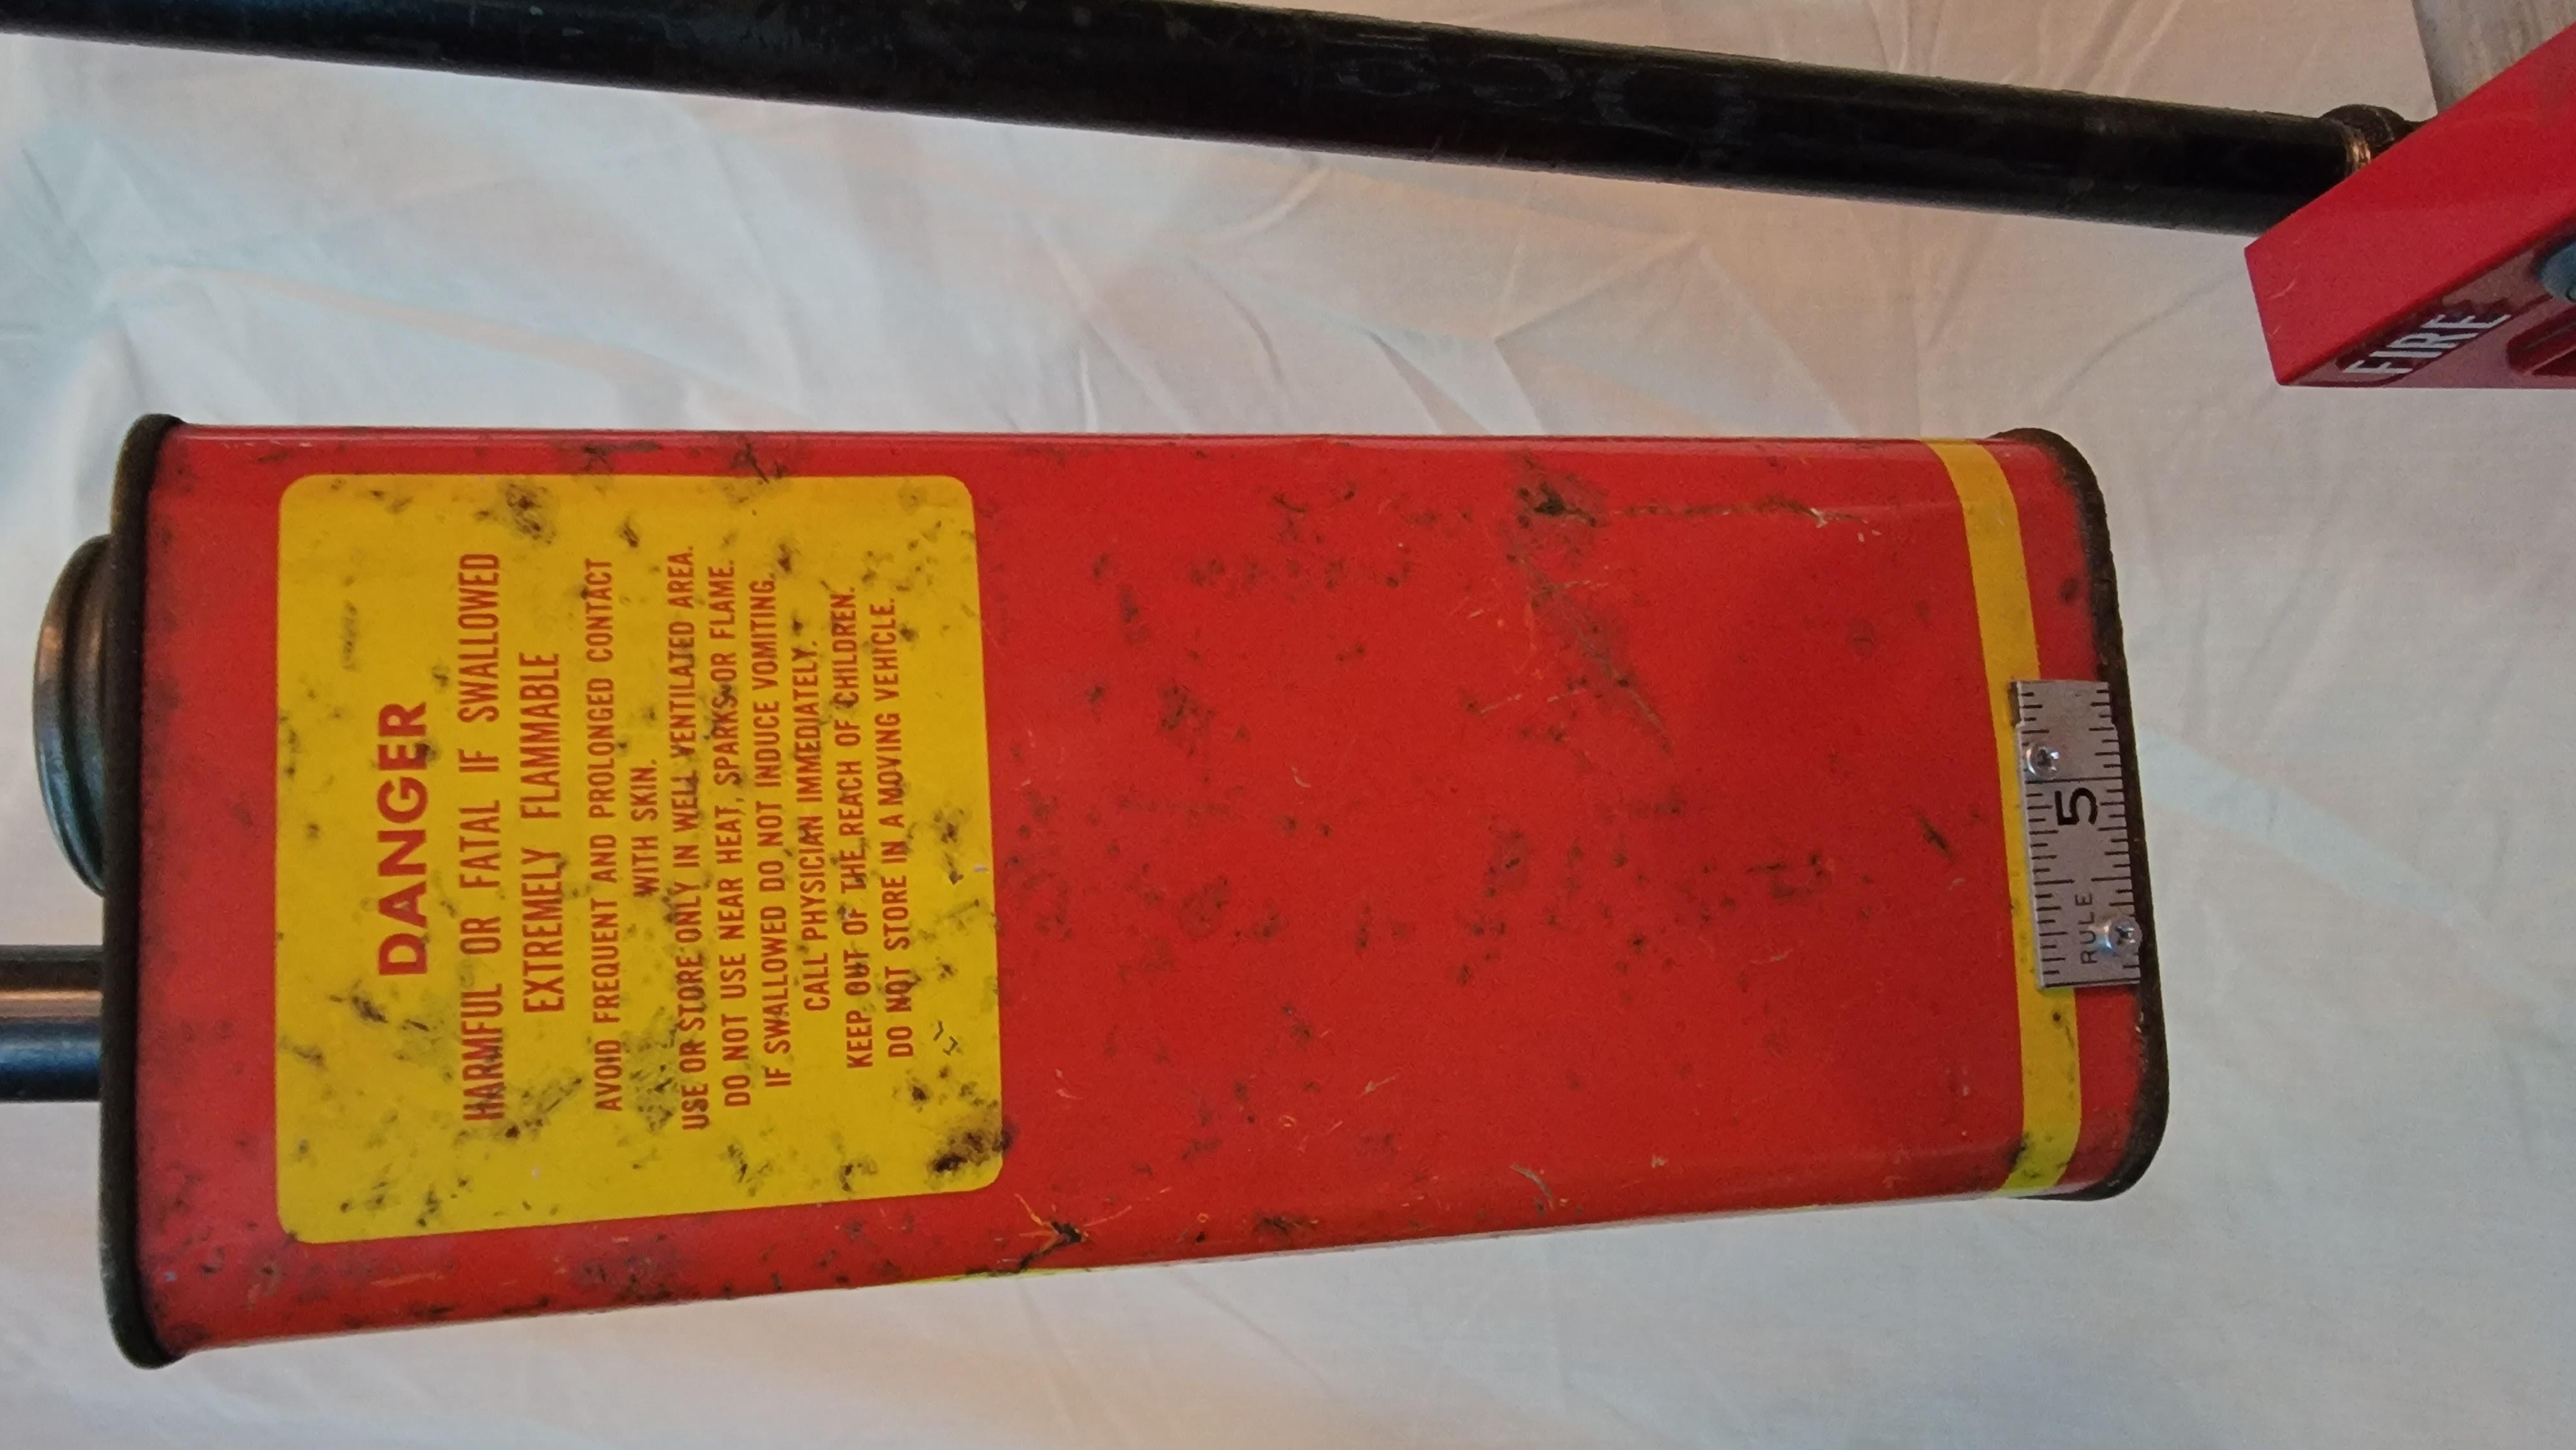 DANGER
HARMFUL OR FATAL IF SWALLOWED
EXTREMELY FLAMMABLE
AVOID FREQUENT AND PROLONGED CONTACT
WITH SKIN.
USE OR STORE ONLY IN WELL VENTILATED AREA.
DO NOT USE NEAR HEAT, SPARKS OR FLAME.
IF SWALLOWED DO NOT INDUCE VOMITING.
CALL PHYSICIAN IMMEDIATELY.
KEEP OUT OF THE REACH OF CHILDREN.
DO NOT STORE IN A MOVING VEHICLE.
RULE 5
FIRE